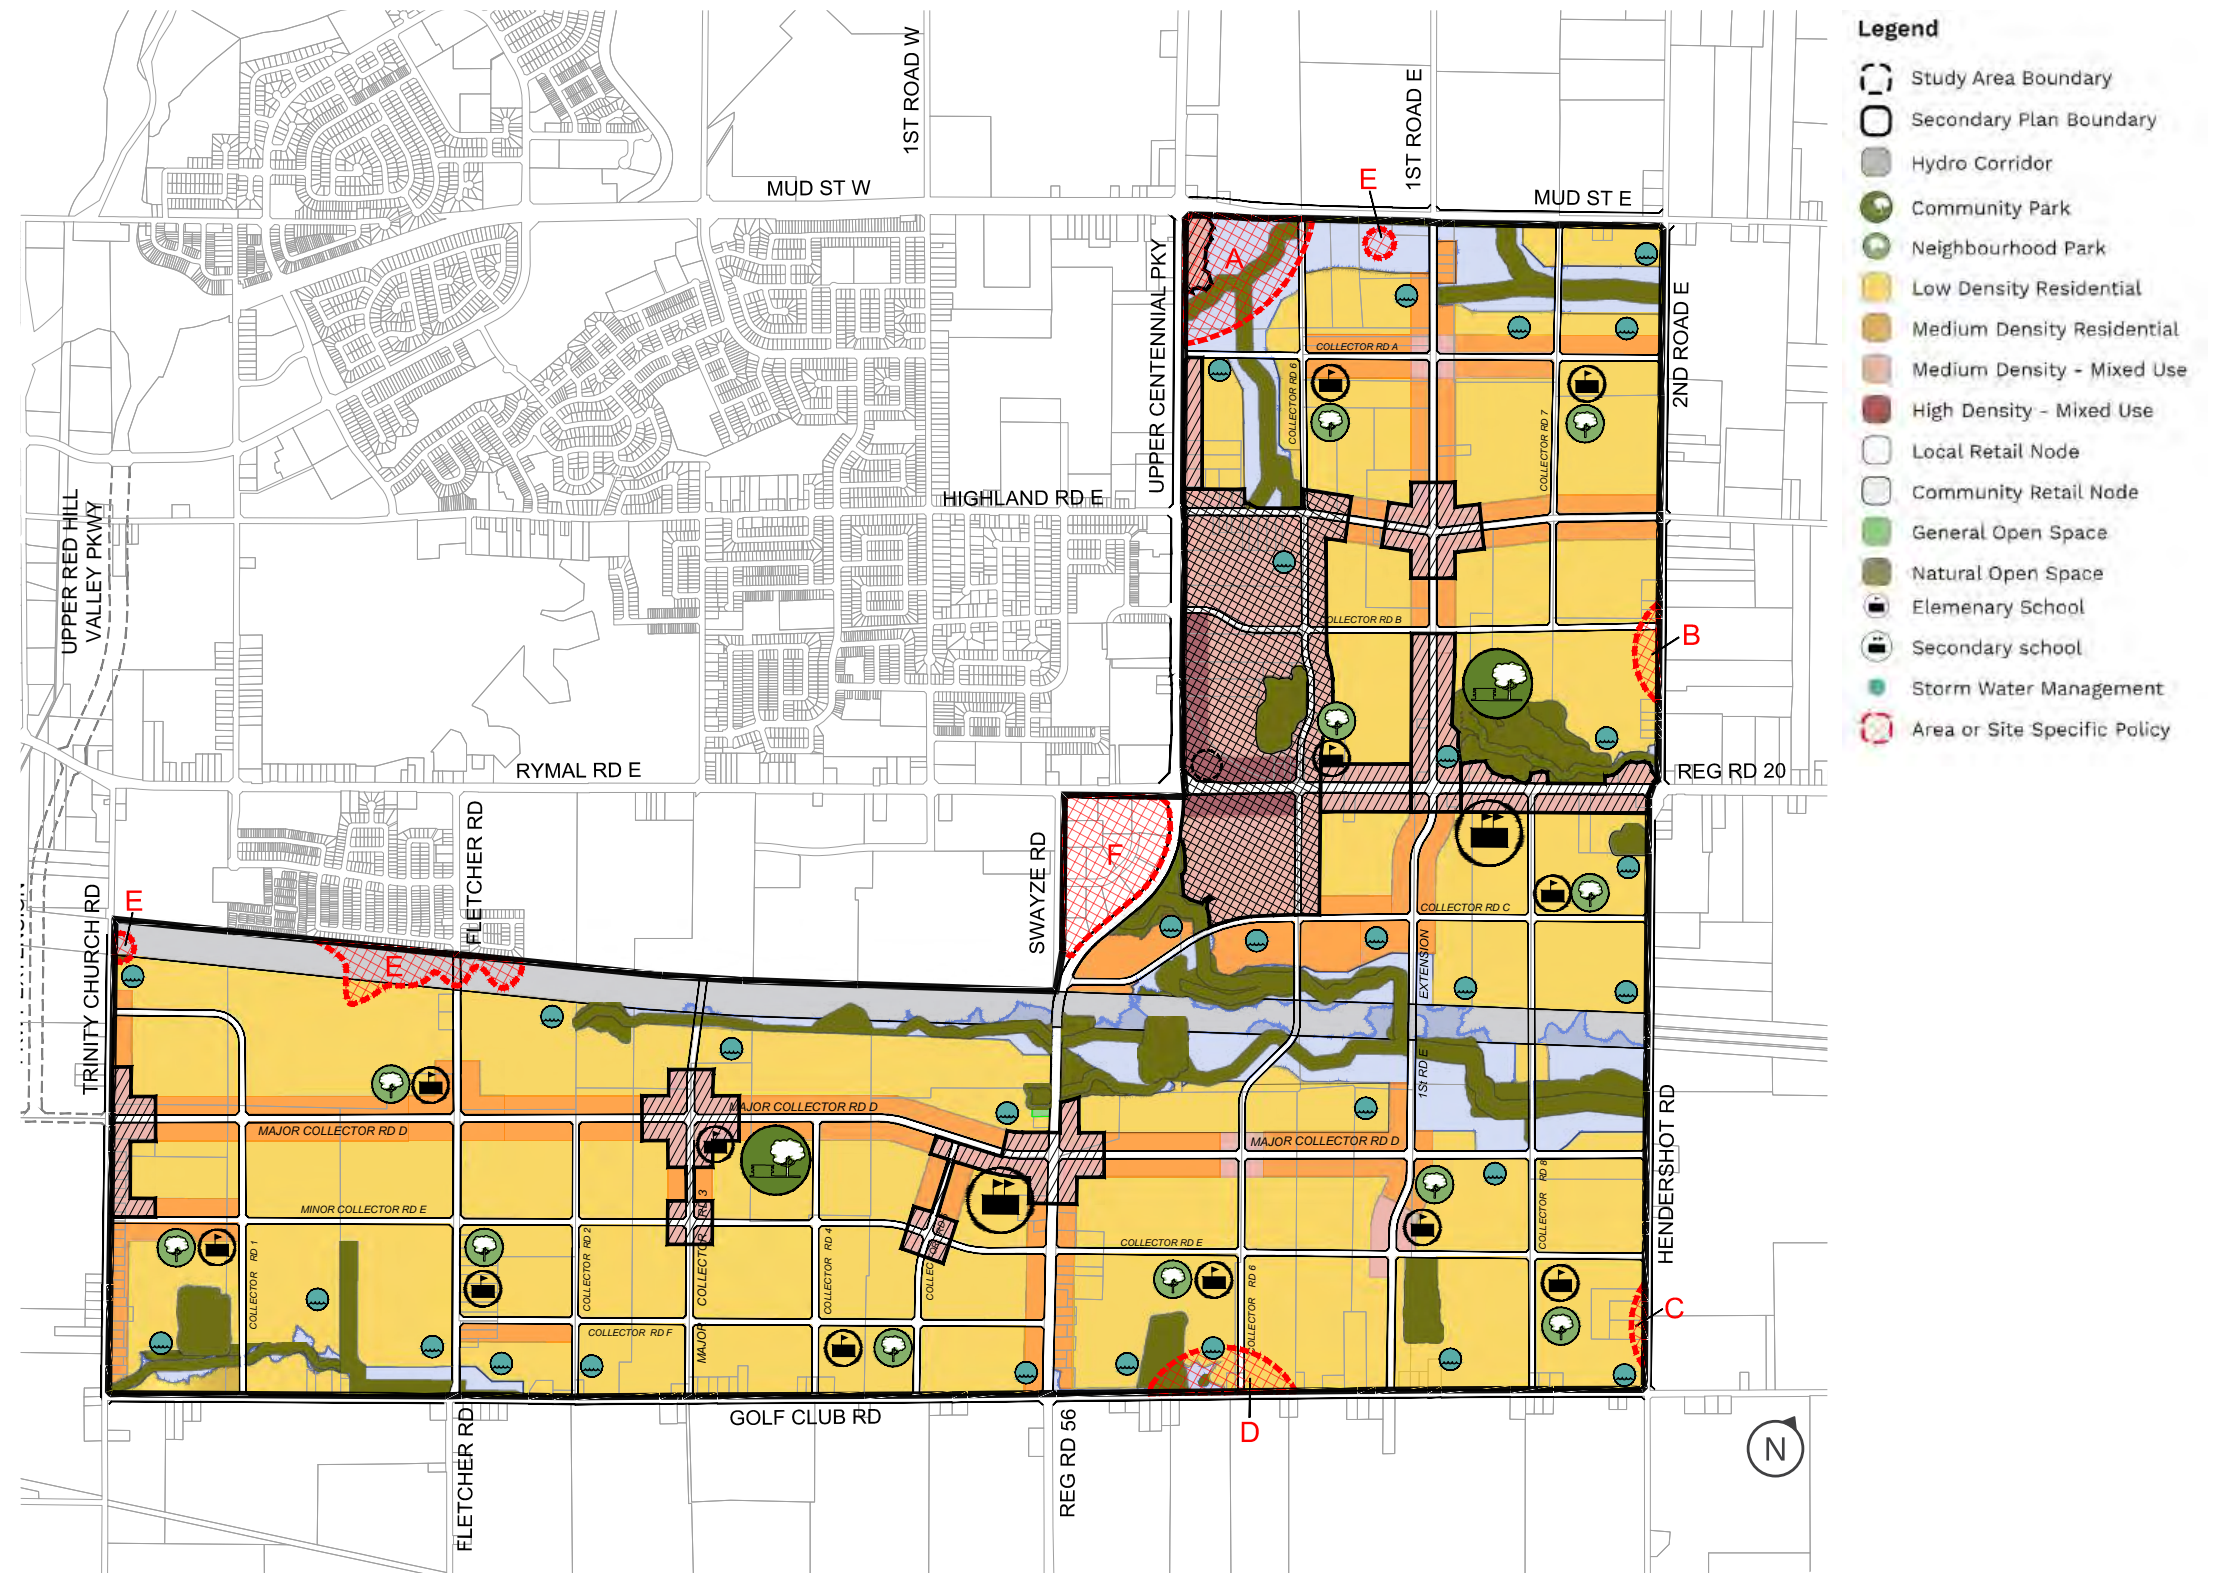 Legend
Study Area Boundary
Secondary Plan Boundary
Hydro Corridor
Community Park
Neighbourhood Park
Low Density Residential
Medium Density Residential
Medium Density - Mixed Use
High Density - Mixed Use
Local Retail Node
Community Retail Node
General Open Space
Natural Open Space
Elemenary School
Secondary school
Storm Water Management
Area or Site Specific Policy
1ST ROAD W
1ST ROAD E
E
MUD ST W
MUD ST E
A
UPPER CENTENNIAL PKY
2ND ROAD E
COLLECTOR RD A
COLLECTOR RD 6
COLLECTOR RD 7
HIGHLAND RD E
UPPER RED HILL
VALLEY PKWY
COLLECTOR RD B
B
RYMAL RD E
REG RD 20
FLETCHER RD
SWAYZE RD
F
TRINITY CHURCH RD
E
COLLECTOR RD C
E
EXTENSION
1St RD E
HENDERSHOT RD
MAJOR COLLECTOR RD D
MAJOR COLLECTOR RD D
MAJOR COLLECTOR RD D
MINOR COLLECTOR RD E
COLLECTOR RD E
COLLECTOR RD 1
COLLECTOR RD 2
MAJOR COLLECTOR RD 3
COLLECTOR RD 4
COLLECTOR RD 6
COLLECTOR RD 8
COLLECTOR RD F
C
GOLF CLUB RD
D
FLETCHER RD
REG RD 56
N